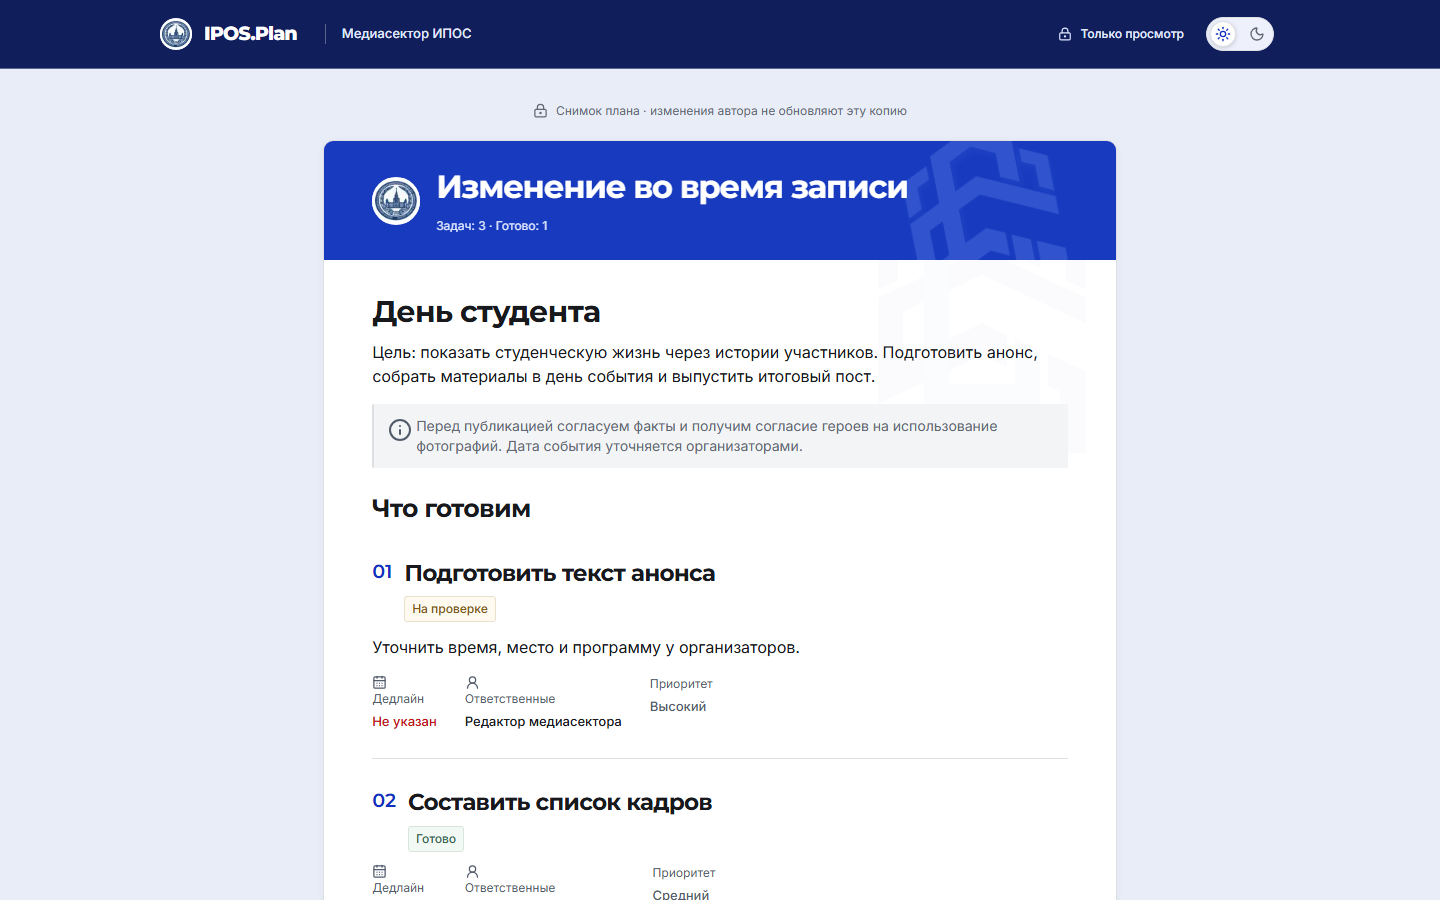 IPOS.Plan
Медиасектор ИПОС
Только просмотр
Снимок плана · изменения автора не обновляют эту копию
Изменение во время записи
Задач: 3 · Готово: 1
День студента
Цель: показать студенческую жизнь через истории участников. Подготовить анонс,
собрать материалы в день события и выпустить итоговый пост.
Перед публикацией согласуем факты и получим согласие героев на использование
фотографий. Дата события уточняется организаторами.
Что готовим
01 Подготовить текст анонса
На проверке
Уточнить время, место и программу у организаторов.
Дедлайн
Не указан
Ответственные
Редактор медиасектора
Приоритет
Высокий
02 Составить список кадров
Готово
Дедлайн
Ответственные
Приоритет
Средний